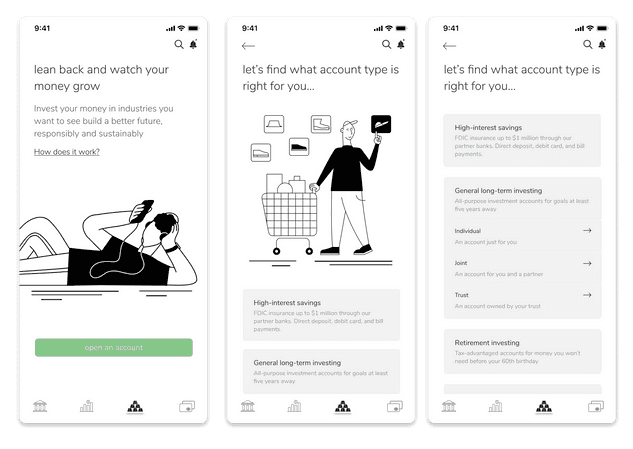 9:41
lean back and watch your
money grow
Invest your money in industries you
want to see build a better future,
responsibly and sustainably
How does it work?
open an account
9:41
let's find what account type is
right for you...
High-interest savings
FDIC insurance up to $1 million through our
partner banks. Direct deposit, debit card, and bill
payments.
General long-term investing
All-purpose investment accounts for goals at least
five years away
9:41
let's find what account type is
right for you...
High-interest savings
FDIC insurance up to $1 million through our
partner banks. Direct deposit, debit card, and bill
payments.
General long-term investing
All-purpose investment accounts for goals at least
five years away
Individual
An account just for you
Joint
An account for you and a partner
Trust
An account owned by your trust
Retirement investing
Tax-advantaged accounts for money you won't
need before your 60th birthday